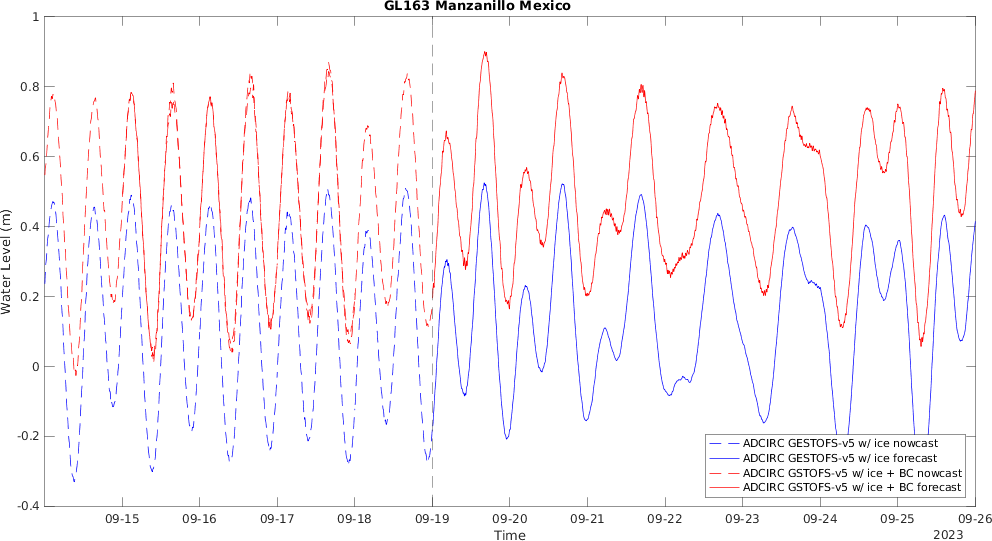 GL163 Manzanillo Mexico
1
0.8
0.6
0.4
0.2
0
-0.2
-0.4
Water Level (m)
ADCIRC GESTOFS-v5 w/ ice nowcast
ADCIRC GESTOFS-v5 w/ ice forecast
ADCIRC GSTOFS-v5 w/ ice + BC nowcast
ADCIRC GSTOFS-v5 w/ ice + BC forecast
09-15 09-16 09-17 09-18 09-19 09-20 09-21 09-22 09-23 09-24 09-25 09-26
Time
2023